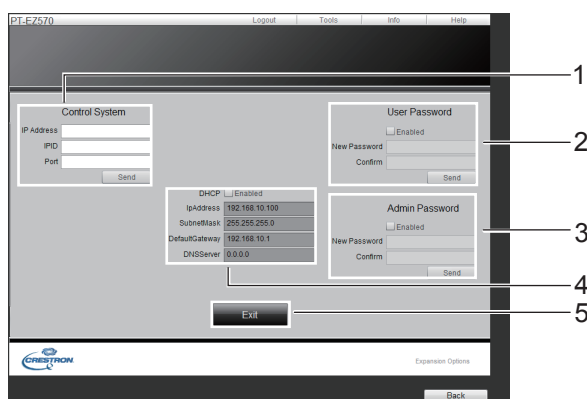 PT-EZ570
Logout Tools Info Help
1
Control System
IP Address
IPID
Port
Send
User Password
Enabled
New Password
Confirm
Send
2
DHCP Enabled
IpAddress 192.168.10.100
SubnetMask 255.255.255.0
DefaultGateway 192.168.10.1
DNSServer 0.0.0.0
Admin Password
Enabled
New Password
Confirm
Send
3
4
Exit
5
CRESTRON
Expansion Options
Back